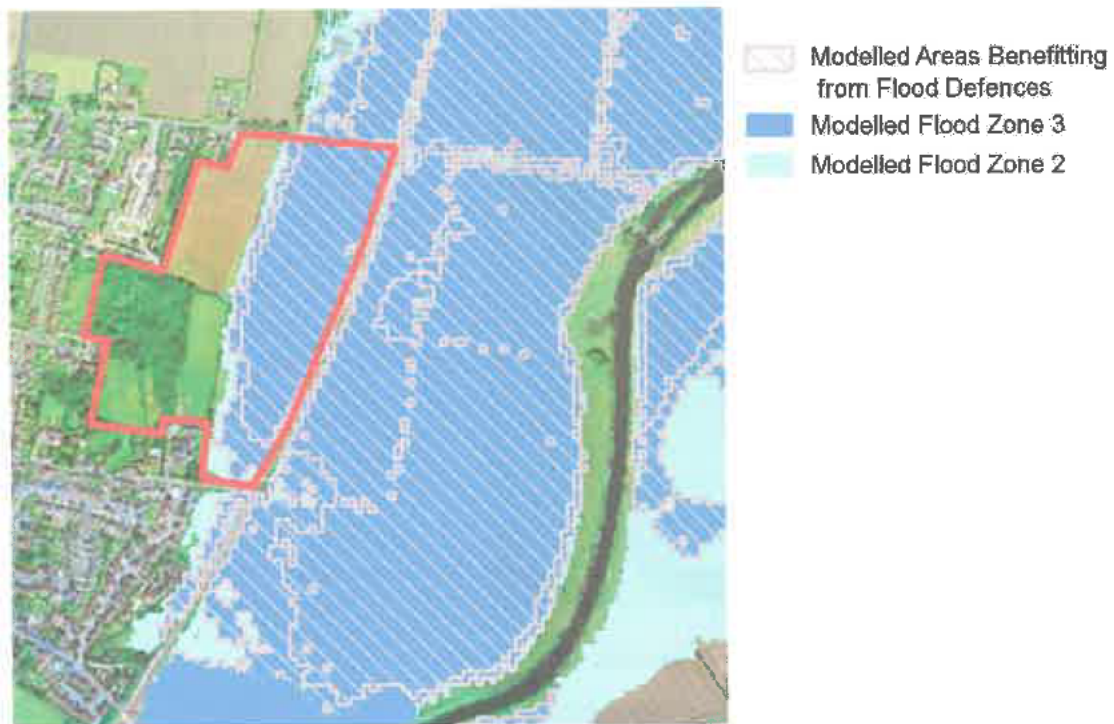 Modelled Areas Benefitting
from Flood Defences
Modelled Flood Zone 3
Modelled Flood Zone 2